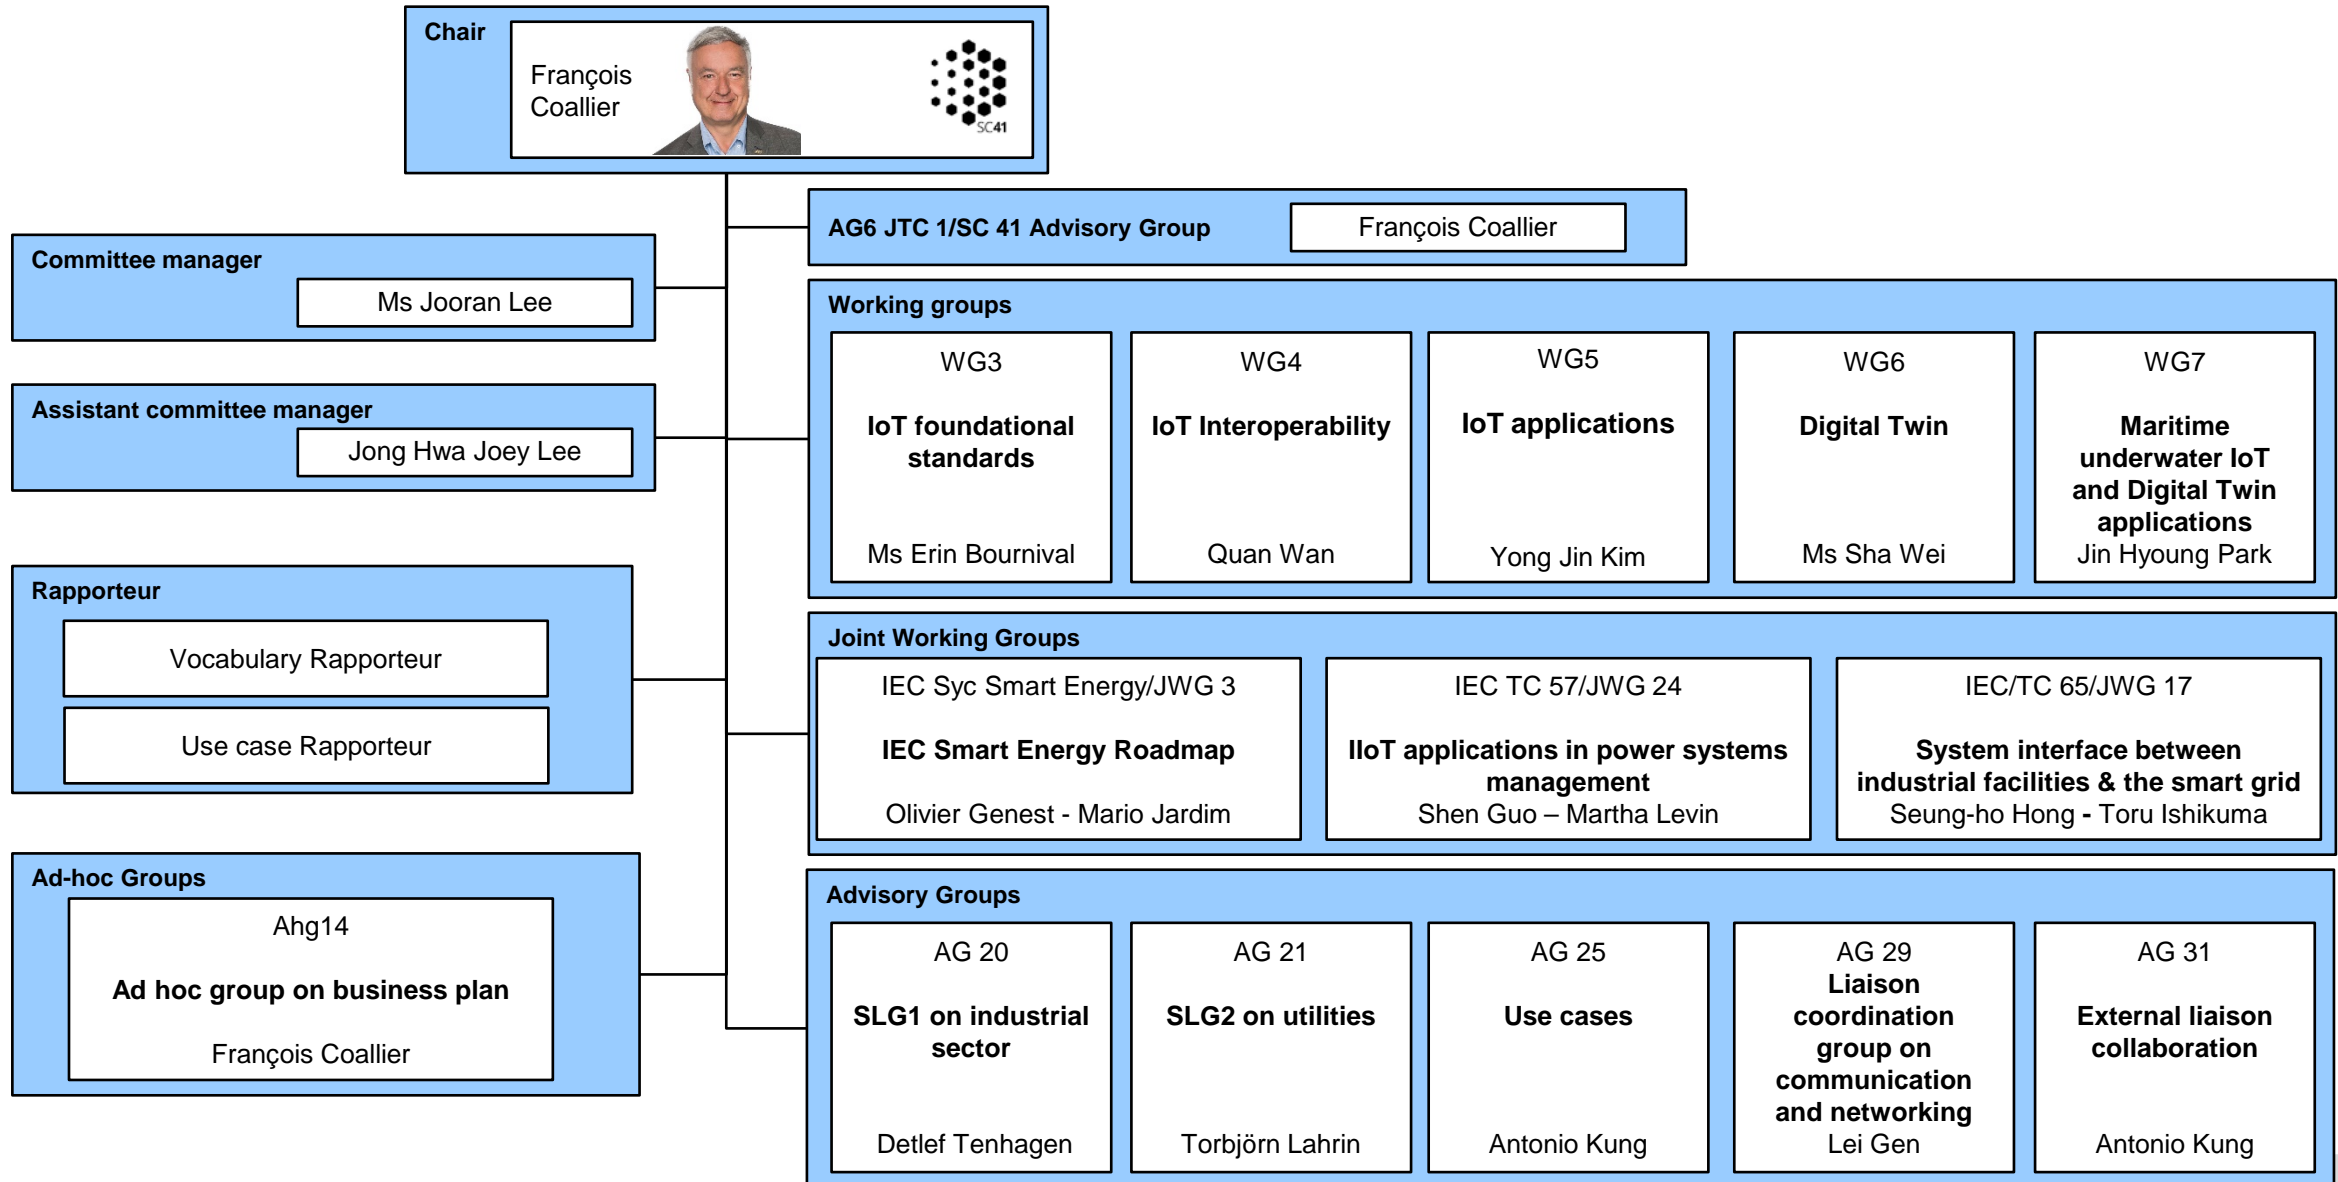 Chair
François
Coallier
SC41
AG6 JTC 1/SC 41 Advisory Group
François Coallier
Committee manager
Ms Jooran Lee
Assistant committee manager
Jong Hwa Joey Lee
Rapporteur
Vocabulary Rapporteur
Use case Rapporteur
Ad-hoc Groups
Ahg14
Ad hoc group on business plan
François Coallier
Working groups
WG3
IoT foundational
standards
Ms Erin Bournival
WG4
IoT Interoperability
Quan Wan
WG5
IoT applications
Yong Jin Kim
WG6
Digital Twin
Ms Sha Wei
WG7
Maritime
underwater IoT
and Digital Twin
applications
Jin Hyoung Park
Joint Working Groups
IEC Syc Smart Energy/JWG 3
IEC Smart Energy Roadmap
Olivier Genest - Mario Jardim
IEC TC 57/JWG 24
IIoT applications in power systems
management
Shen Guo – Martha Levin
IEC/TC 65/JWG 17
System interface between
industrial facilities & the smart grid
Seung-ho Hong - Toru Ishikuma
Advisory Groups
AG 20
SLG1 on industrial
sector
Detlef Tenhagen
AG 21
SLG2 on utilities
Torbjörn Lahrin
AG 25
Use cases
Antonio Kung
AG 29
Liaison
coordination
group on
communication
and networking
Lei Gen
AG 31
External liaison
collaboration
Antonio Kung